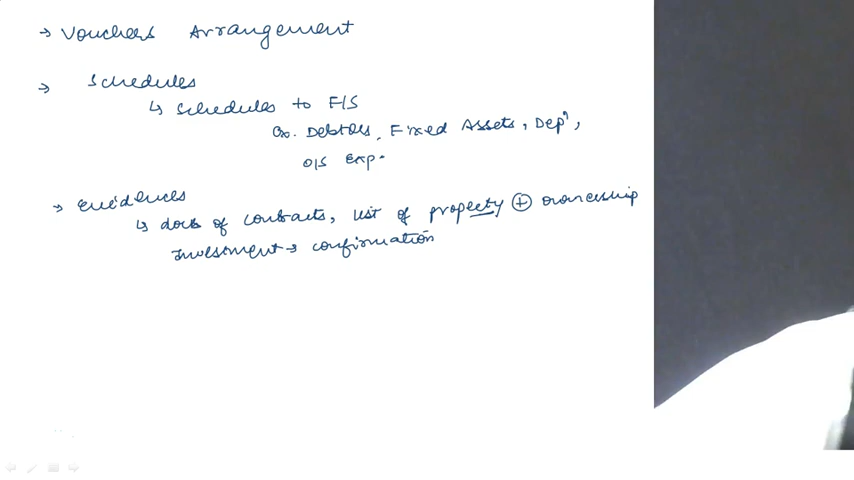 → Vouchers Arrangement
→ Schedules
↳ Schedules to F/S
Ex. Debtors, Fixed Assets, Depⁿ,
O/S Exp.
→ Evidences
↳ docs of contracts, list of property ⊕ ownership
Investment → confirmation